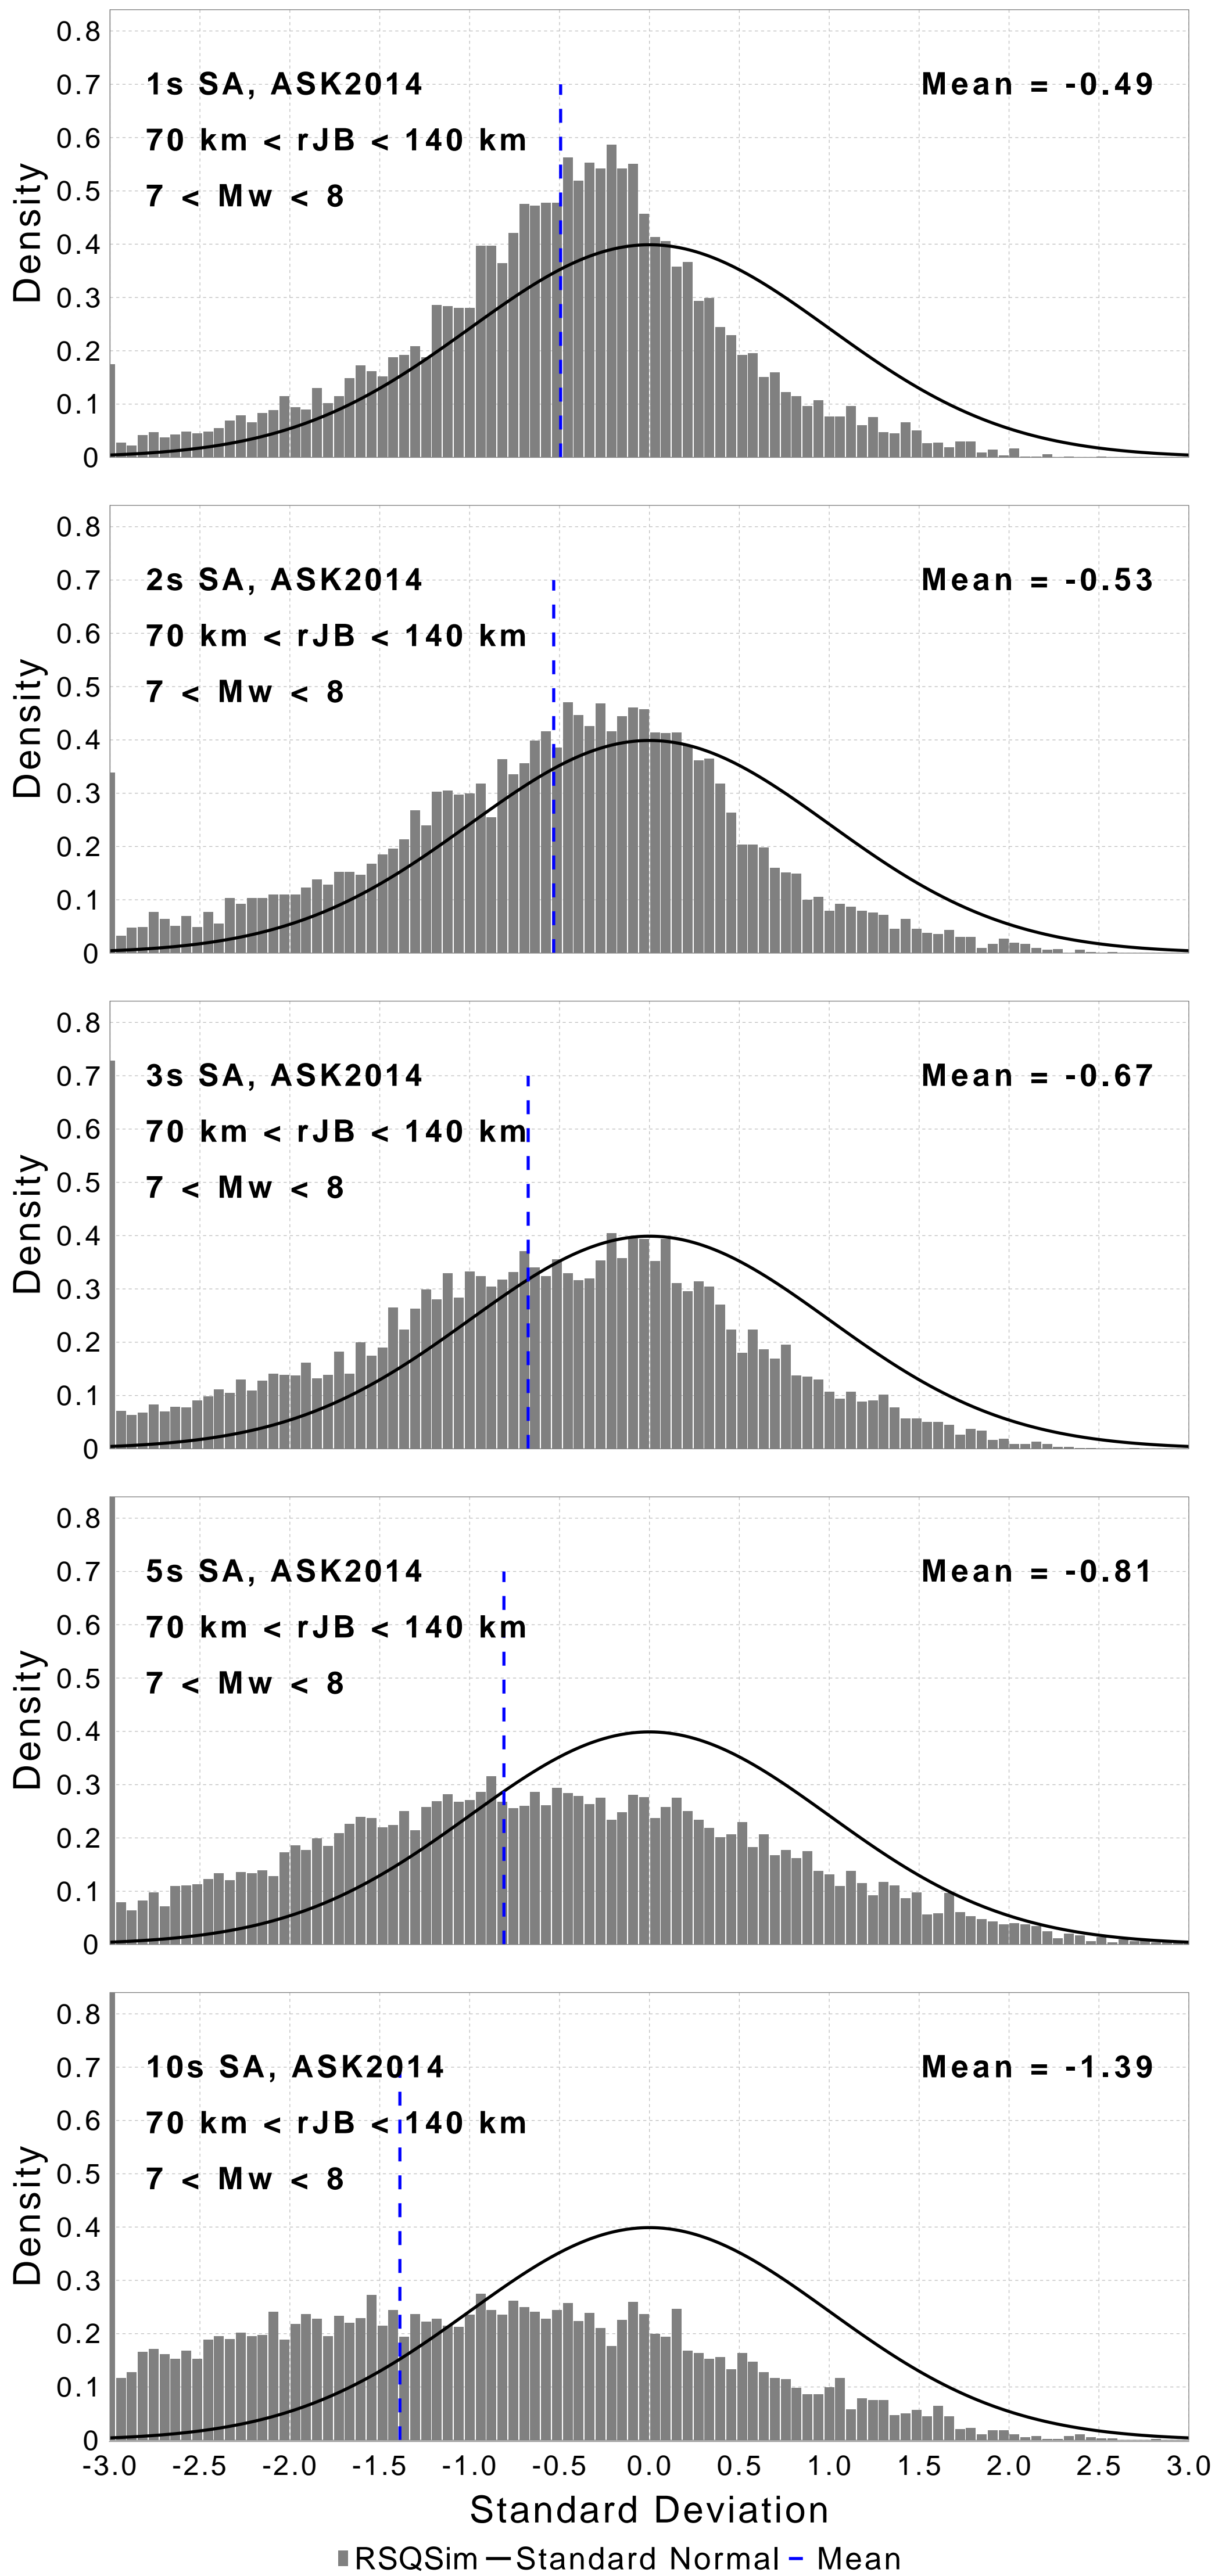 0.8
1s SA, ASK2014 Mean = -0.49
0.7
70 km < rJB < 140 km
0.6
7 < Mw < 8
0.5
0.4
0.3
0.2
0.1
0
Density
0.8
2s SA, ASK2014 Mean = -0.53
0.7
70 km < rJB < 140 km
0.6
7 < Mw < 8
0.5
0.4
0.3
0.2
0.1
0
Density
0.8
3s SA, ASK2014 Mean = -0.67
0.7
70 km < rJB < 140 km
0.6
7 < Mw < 8
0.5
0.4
0.3
0.2
0.1
0
Density
0.8
5s SA, ASK2014 Mean = -0.81
0.7
70 km < rJB < 140 km
0.6
7 < Mw < 8
0.5
0.4
0.3
0.2
0.1
0
Density
0.8
10s SA, ASK2014 Mean = -1.39
0.7
70 km < rJB < 140 km
0.6
7 < Mw < 8
0.5
0.4
0.3
0.2
0.1
0
Density
-3.0 -2.5 -2.0 -1.5 -1.0 -0.5 0.0 0.5 1.0 1.5 2.0 2.5 3.0
Standard Deviation
RSQSim Standard Normal Mean